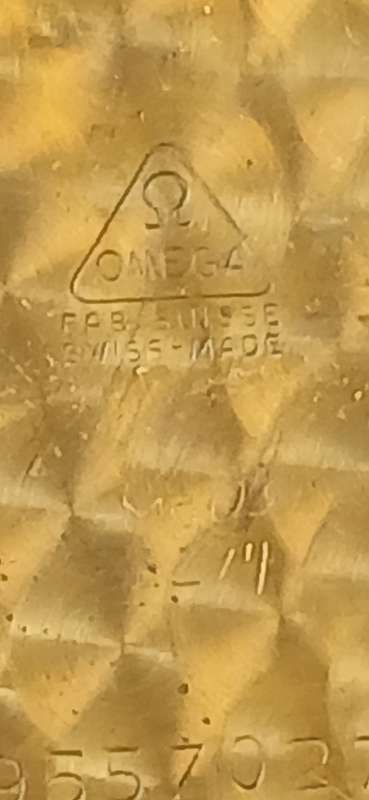 Ω
OMEGA
FAB. SUISSE
SWISS-MADE
9557027